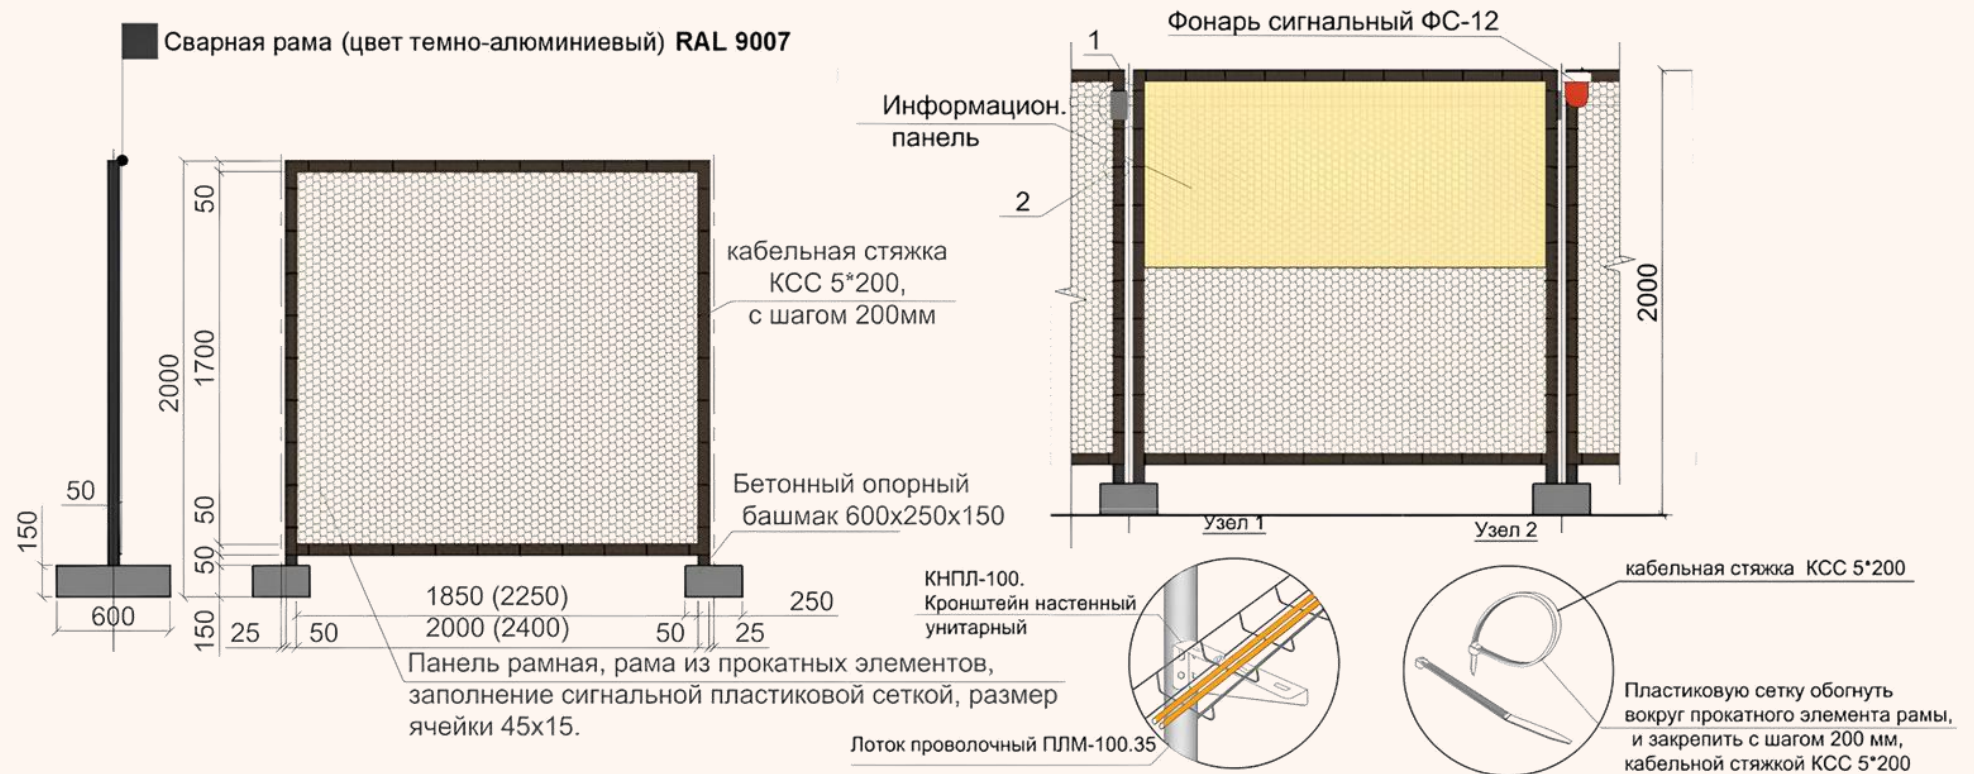 Сварная рама (цвет темно-алюминиевый) RAL 9007
Фонарь сигнальный ФС-12
1
Информацион.
панель
2
2000
50
1700
2000
50
50
150
кабельная стяжка
КСС 5*200,
с шагом 200мм
Бетонный опорный
башмак 600х250х150
50
150
600
1850 (2250)
250
25
50
2000 (2400)
50
25
Панель рамная, рама из прокатных элементов,
заполнение сигнальной пластиковой сеткой, размер
ячейки 45х15.
Узел 1
Узел 2
КНПЛ-100.
Кронштейн настенный
унитарный
Лоток проволочный ПЛМ-100.35
кабельная стяжка КСС 5*200
Пластиковую сетку обогнуть
вокруг прокатного элемента рамы,
и закрепить с шагом 200 мм,
кабельной стяжкой КСС 5*200